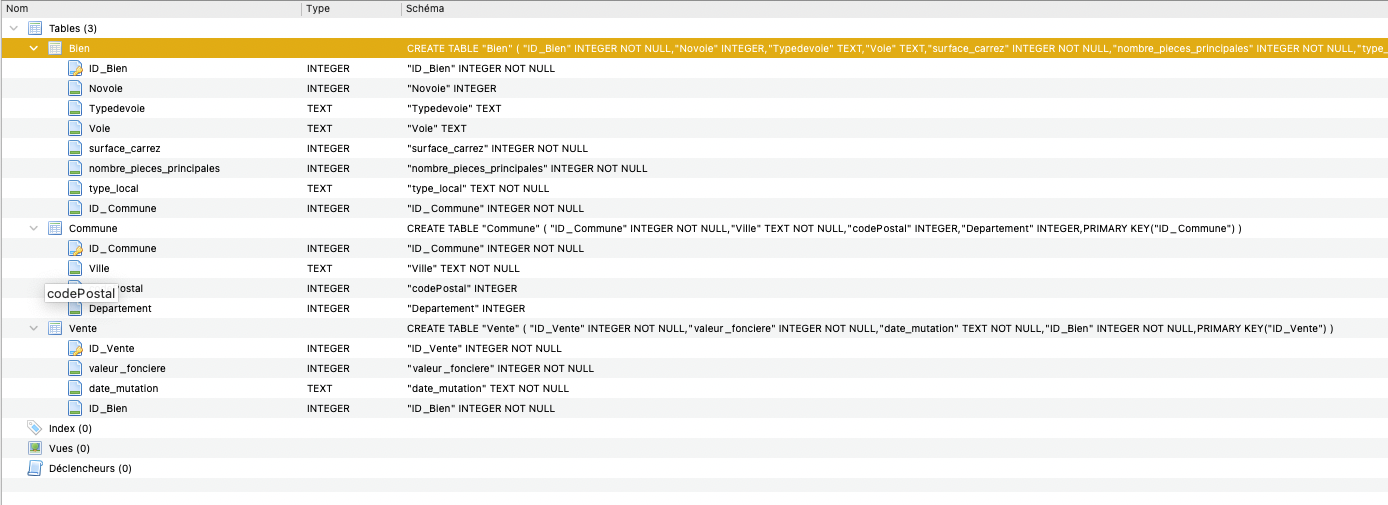 Nom Type Schéma
Tables (3)
Bien CREATE TABLE "Bien" ( "ID_Bien" INTEGER NOT NULL,"Novoie" INTEGER,"Typedevoie" TEXT,"Voie" TEXT,"surface_carrez" INTEGER NOT NULL,"nombre_pieces_principales" INTEGER NOT NULL,"type_
ID_Bien INTEGER "ID_Bien" INTEGER NOT NULL
Novoie INTEGER "Novoie" INTEGER
Typedevoie TEXT "Typedevoie" TEXT
Voie TEXT "Voie" TEXT
surface_carrez INTEGER "surface_carrez" INTEGER NOT NULL
nombre_pieces_principales INTEGER "nombre_pieces_principales" INTEGER NOT NULL
type_local TEXT "type_local" TEXT NOT NULL
ID_Commune INTEGER "ID_Commune" INTEGER NOT NULL
Commune CREATE TABLE "Commune" ( "ID_Commune" INTEGER NOT NULL,"Ville" TEXT NOT NULL,"codePostal" INTEGER,"Departement" INTEGER,PRIMARY KEY("ID_Commune") )
ID_Commune INTEGER "ID_Commune" INTEGER NOT NULL
Ville TEXT "Ville" TEXT NOT NULL
codePostal ostal INTEGER "codePostal" INTEGER
Departement INTEGER "Departement" INTEGER
Vente CREATE TABLE "Vente" ( "ID_Vente" INTEGER NOT NULL,"valeur_fonciere" INTEGER NOT NULL,"date_mutation" TEXT NOT NULL,"ID_Bien" INTEGER NOT NULL,PRIMARY KEY("ID_Vente") )
ID_Vente INTEGER "ID_Vente" INTEGER NOT NULL
valeur_fonciere INTEGER "valeur_fonciere" INTEGER NOT NULL
date_mutation TEXT "date_mutation" TEXT NOT NULL
ID_Bien INTEGER "ID_Bien" INTEGER NOT NULL
Index (0)
Vues (0)
Déclencheurs (0)